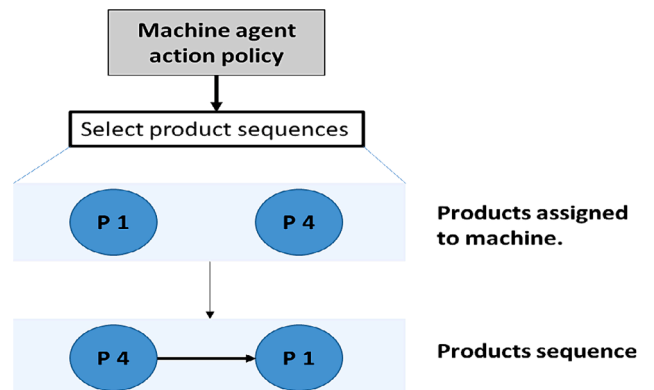 Machine agent
action policy
Select product sequences
P 1
P 4
Products assigned
to machine.
P 4
P 1
Products sequence